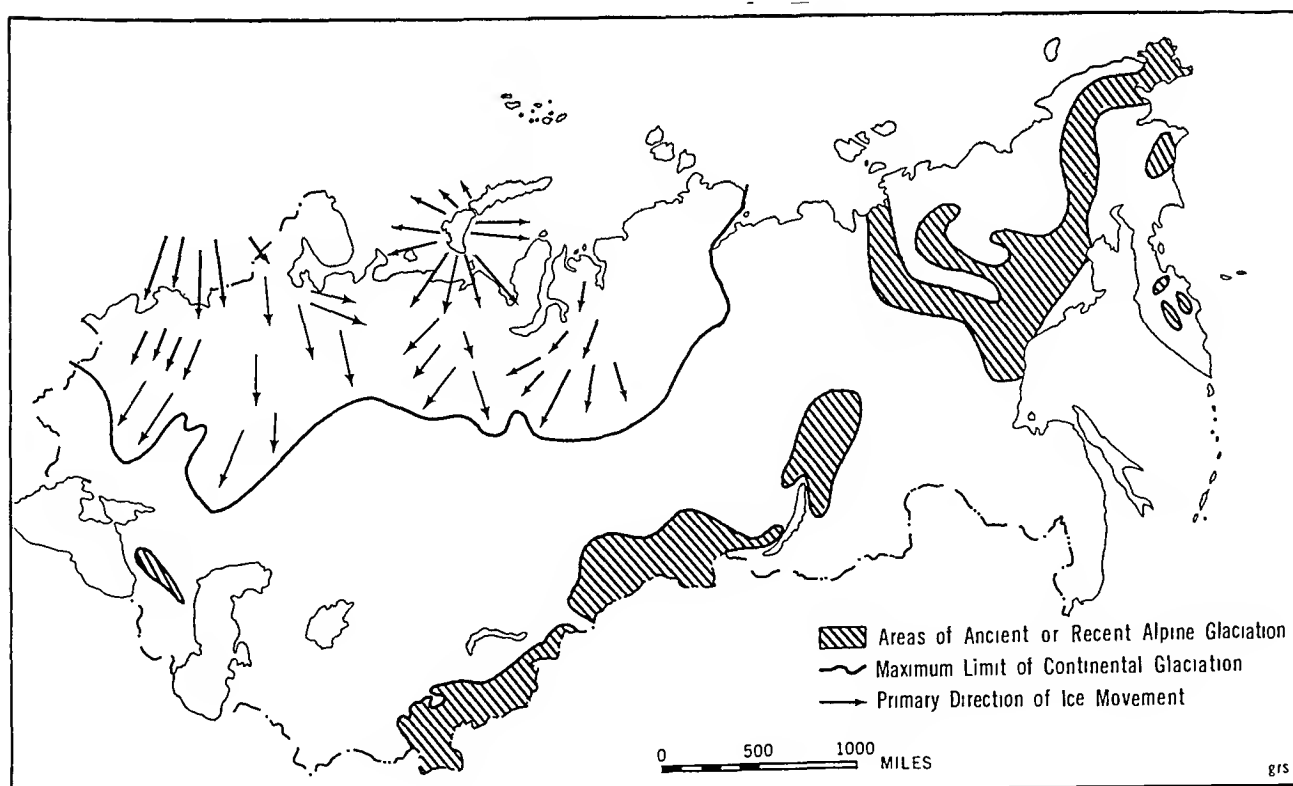 Areas of Ancient or Recent Alpine Glaciation
Maximum Limit of Continental Glaciation
Primary Direction of Ice Movement
0 500 1000
MILES
grs